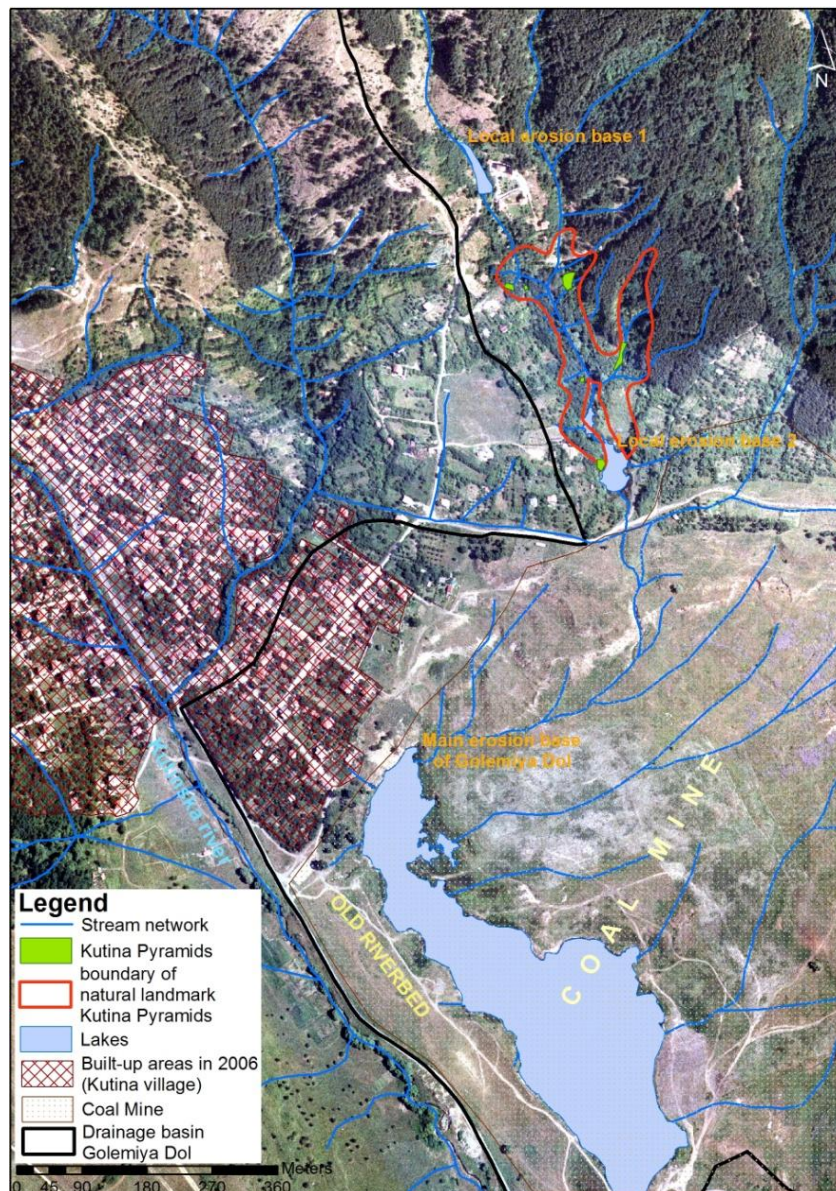 N
Local erosion base 1
Local erosion base 2
Main erosion base
of Golemiya Dol
COAL MINE
OLD RIVERBED
Kutinska river
Legend
Stream network
Kutina Pyramids
boundary of
natural landmark
Kutina Pyramids
Lakes
Built-up areas in 2006
(Kutina village)
Coal Mine
Drainage basin
Golemiya Dol
Meters
0 45 90 180 270 360